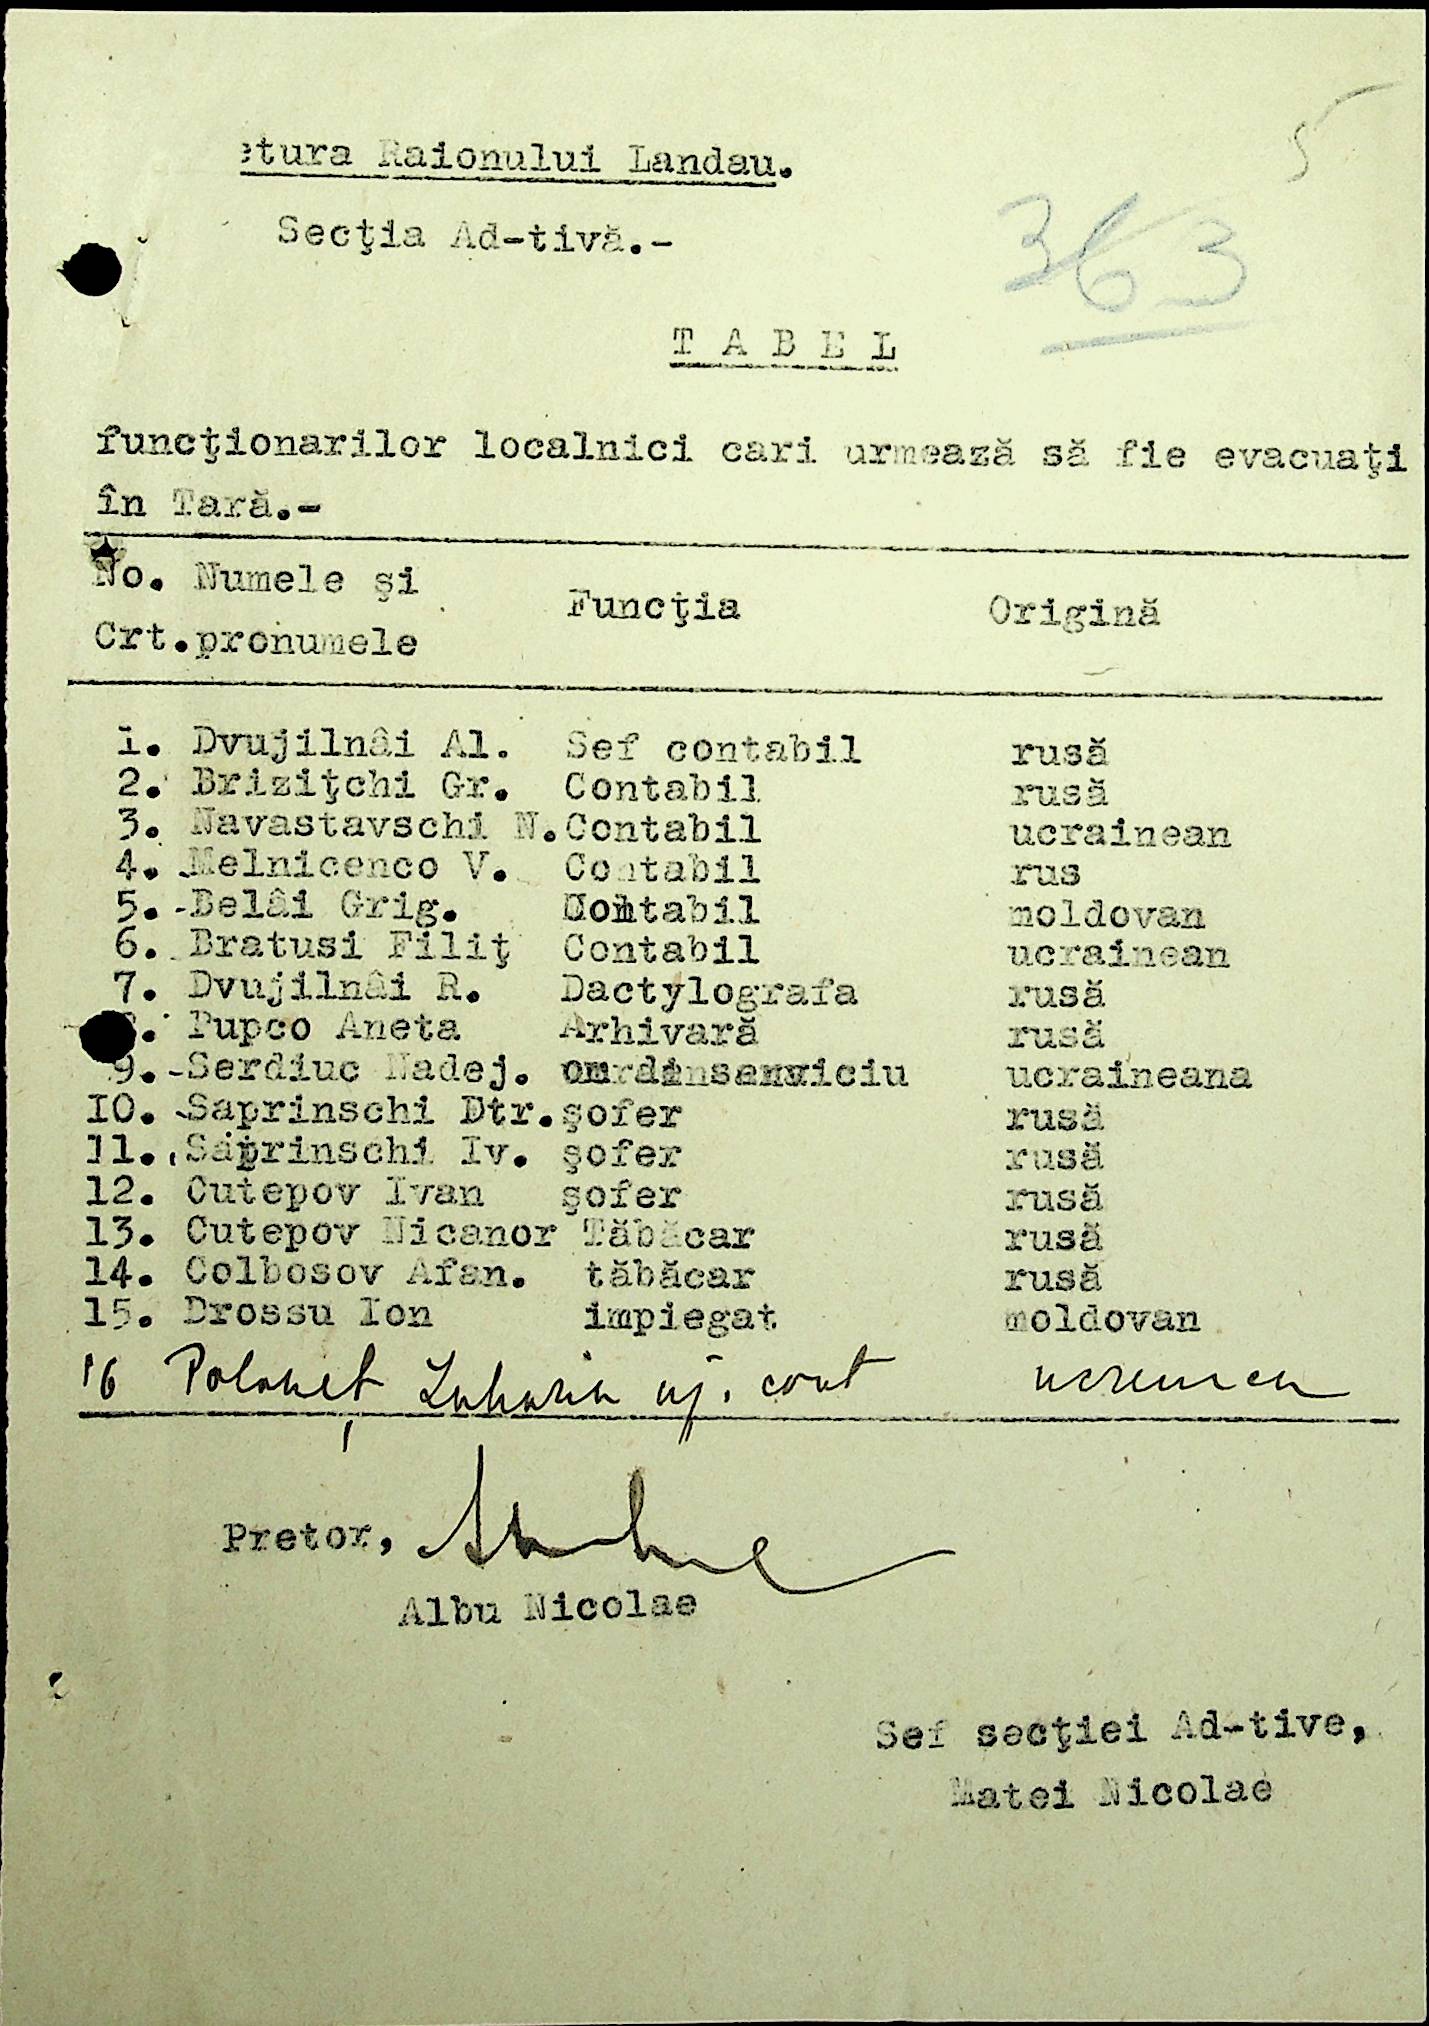 etura Raionului Landau.
5
Secţia Ad-tivă.-
363
T A B E L
funcţionarilor localnici cari urmează să fie evacuaţi
în Tară.-
No. Numele şi Funcţia Origină
Crt. pronumele
1. Dvujilnâi Al. Sef contabil rusă
2. Briziţchi Gr. Contabil rusă
3. Navastavschi N. Contabil ucrainean
4. Melnicenco V. Contabil rus
5. Belâi Grig. Contabil moldovan
6. Bratusi Filiţ Contabil ucrainean
7. Dvujilnâi R. Dactylografa rusă
8. Pupco Aneta Arhivară rusă
9. Serdiuc Nadej. serviciu ucraineana
10. Saprinschi Dtr. şofer rusă
11. Saprinschi Iv. şofer rusă
12. Cutepov Ivan şofer rusă
13. Cutepov Nicanor Tăbăcar rusă
14. Colbosov Afan. tăbăcar rusă
15. Drossu Ion impiegat moldovan
16 aj. cont
Pretor,
Albu Nicolae
Sef secţiei Ad-tive,
Matei Nicolae